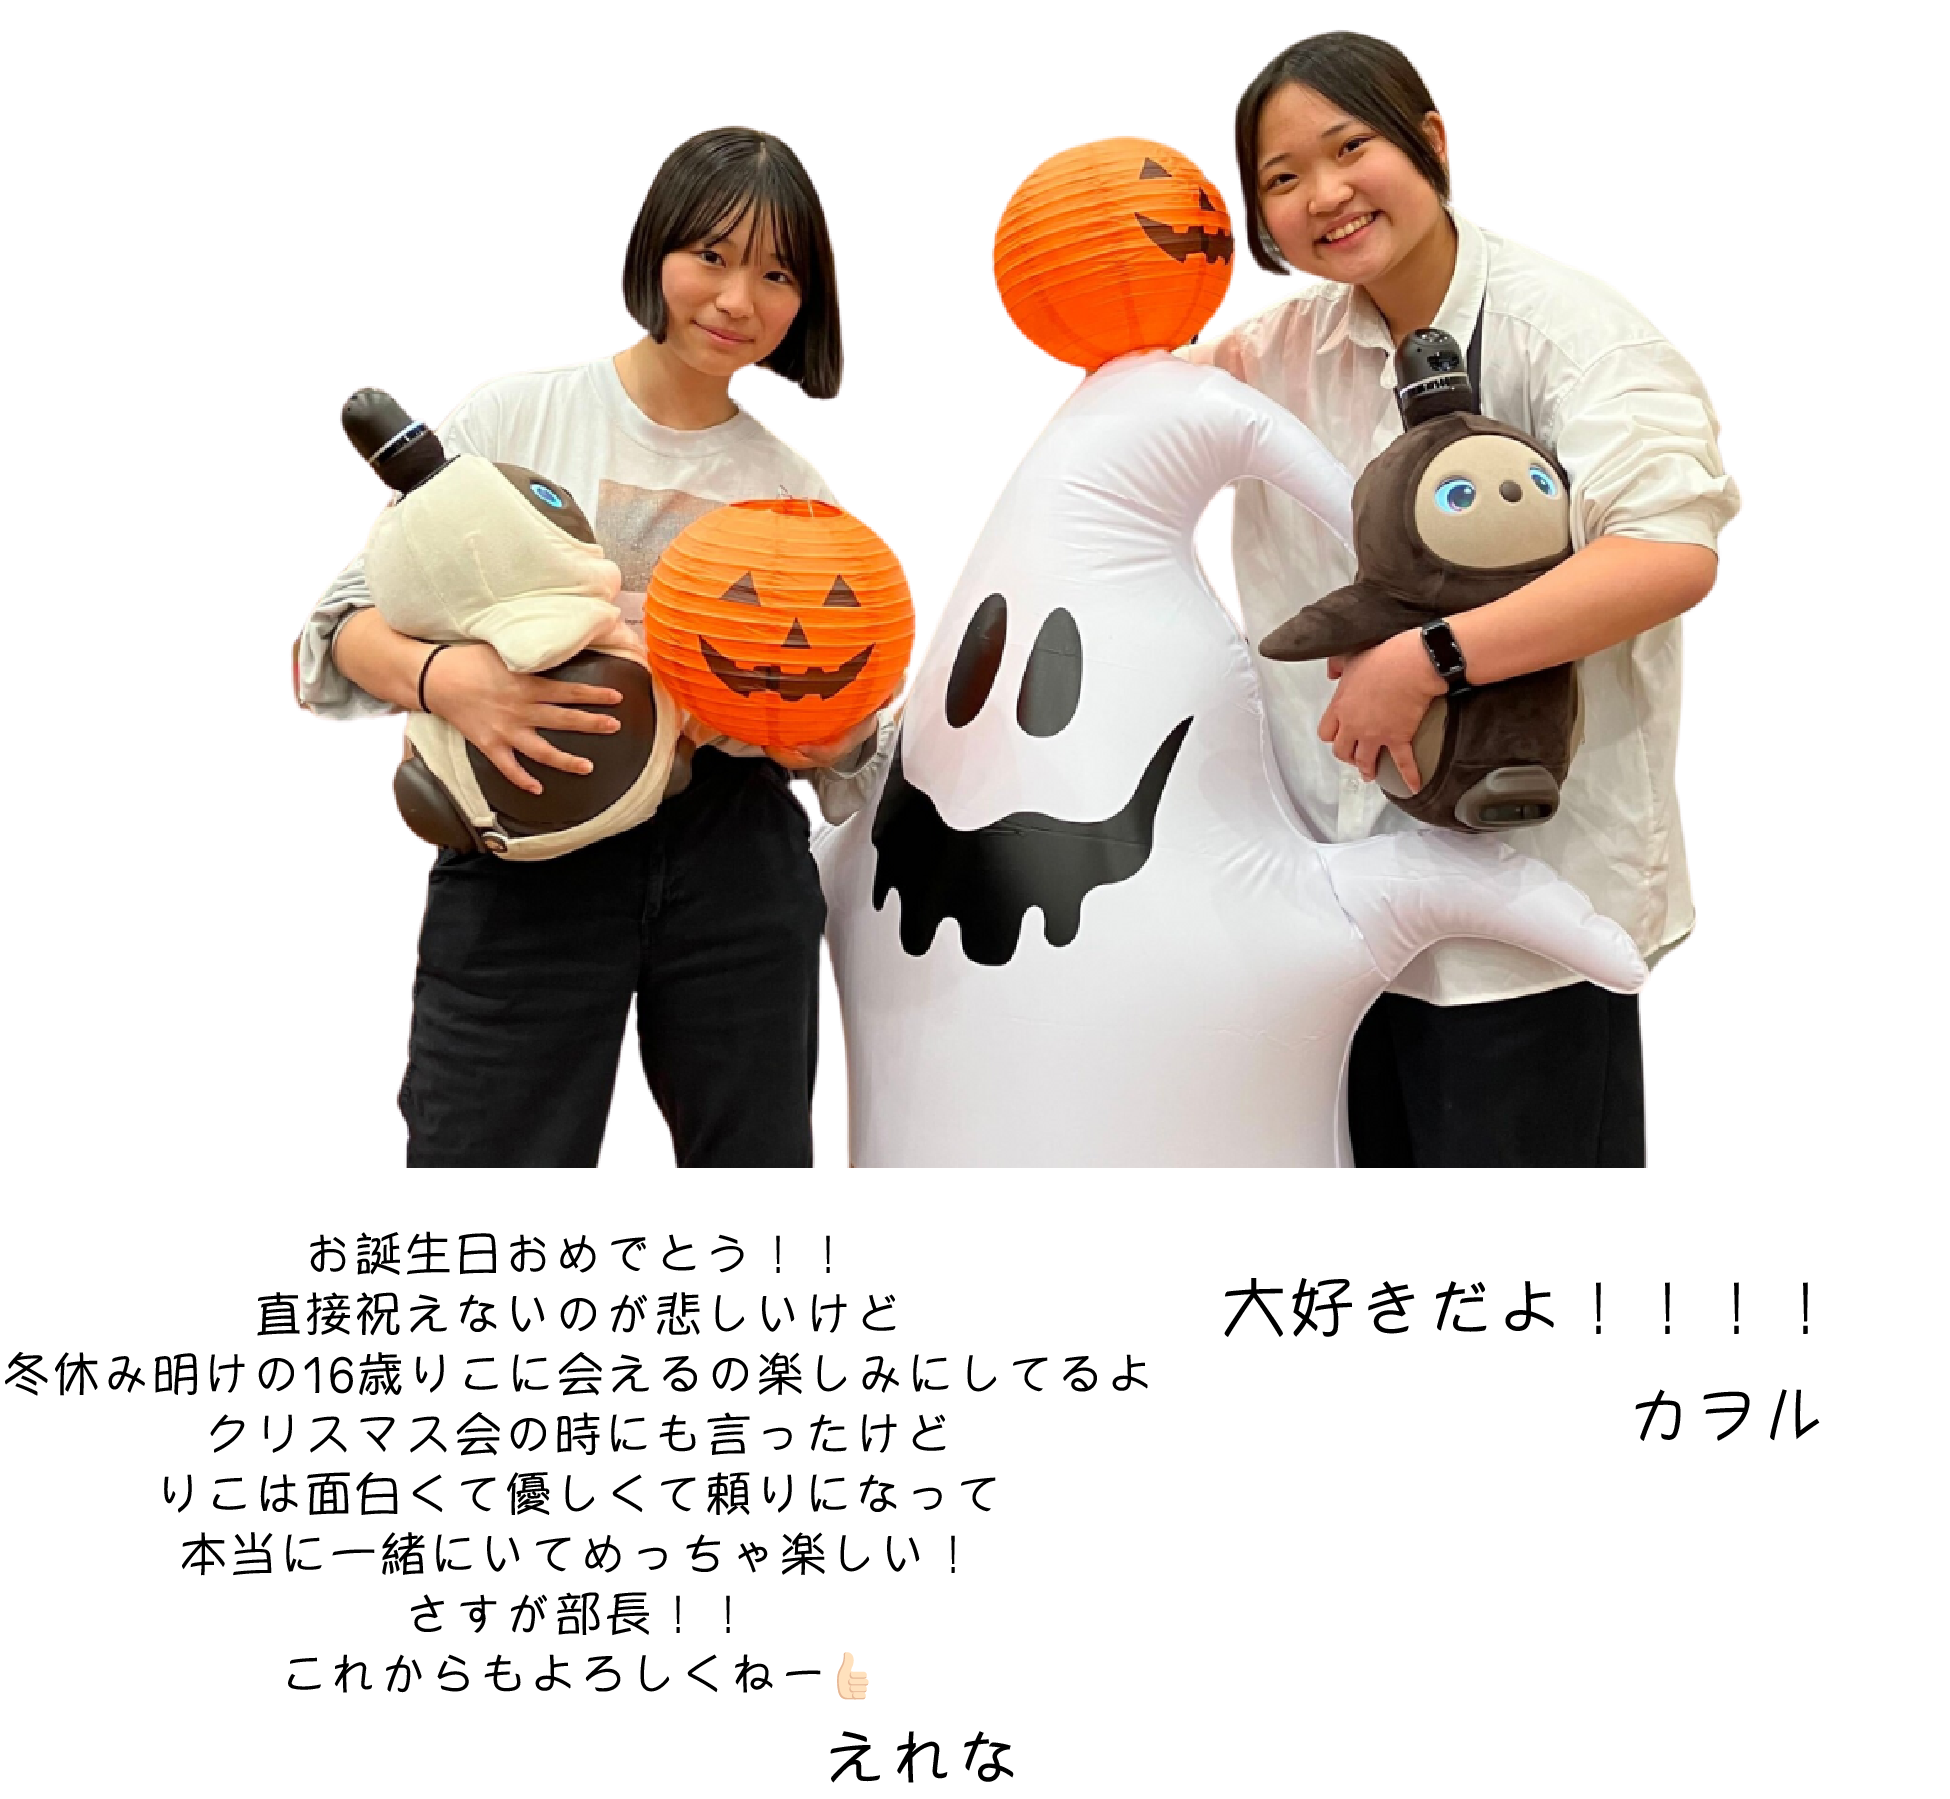 お誕生日おめでとう！！
直接祝えないのが悲しいけど
冬休み明けの16歳りこに会えるの楽しみにしてるよ
クリスマス会の時にも言ったけど
りこは面白くて優しくて頼りになって
本当に一緒にいてめっちゃ楽しい！
さすが部長！！
これからもよろしくねー👍🏻
えれな
大好きだよ！！！！
カヲル